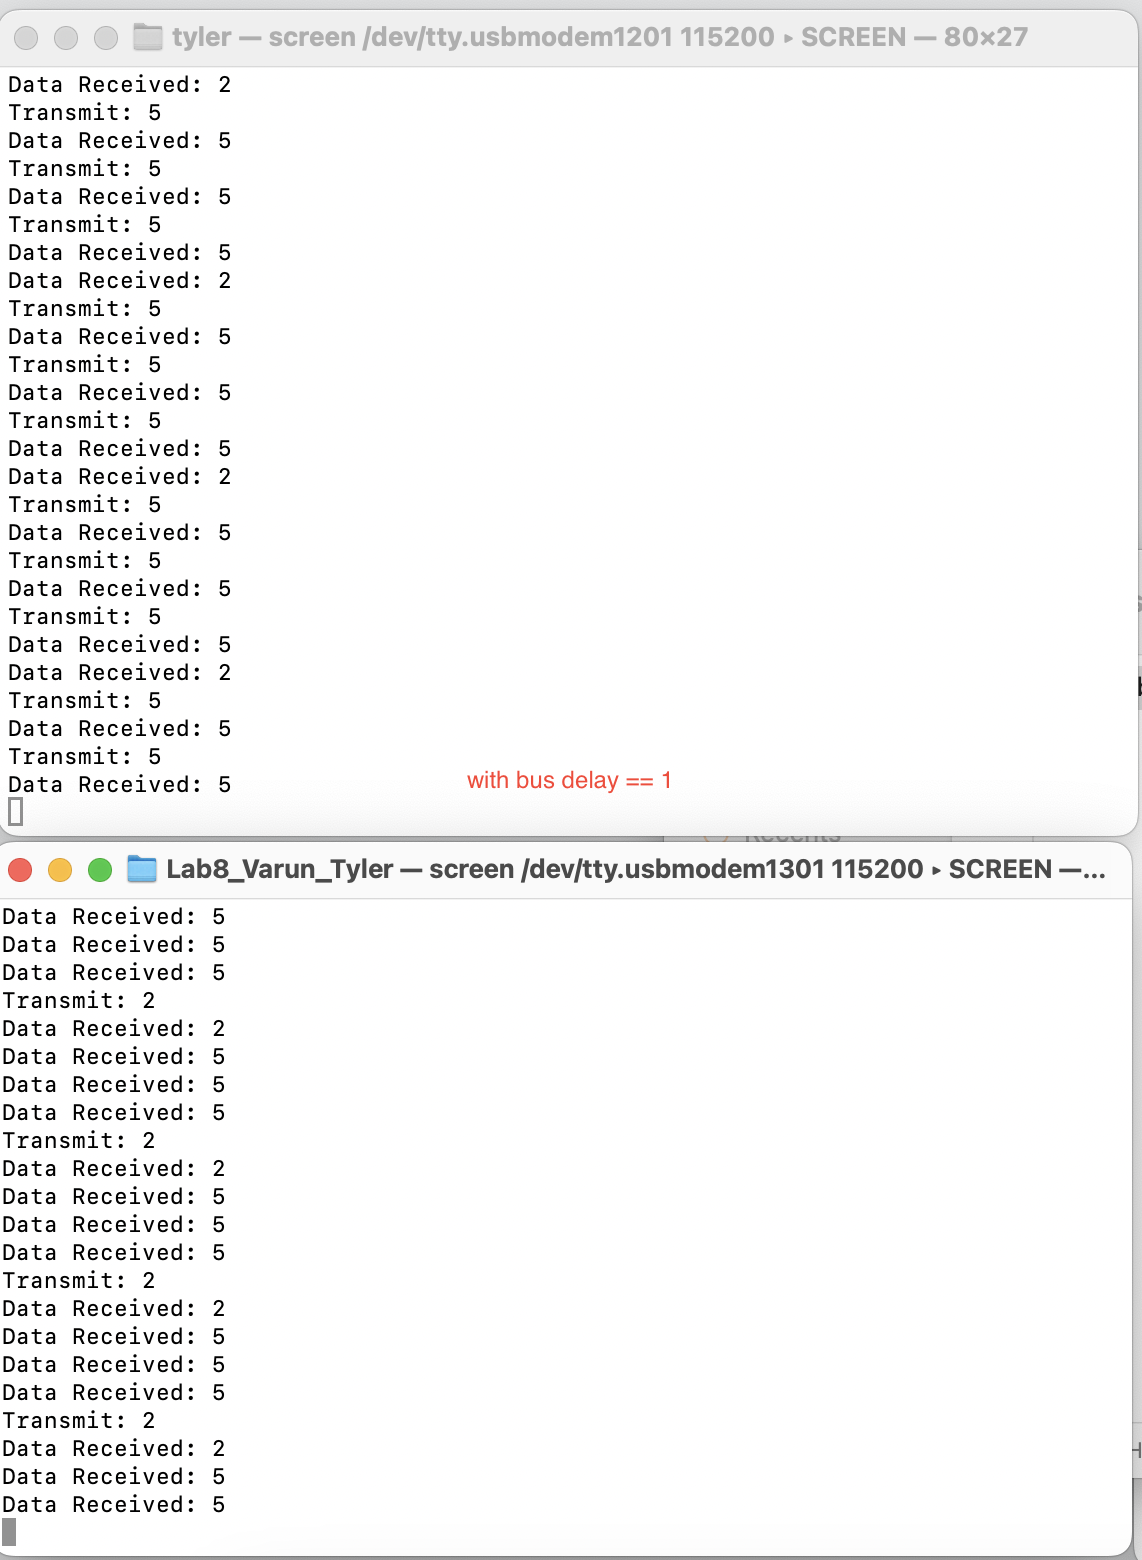 tyler — screen /dev/tty.usbmodem1201 115200 ▸ SCREEN — 80×27
Data Received: 2
Transmit: 5
Data Received: 5
Transmit: 5
Data Received: 5
Transmit: 5
Data Received: 5
Data Received: 2
Transmit: 5
Data Received: 5
Transmit: 5
Data Received: 5
Transmit: 5
Data Received: 5
Data Received: 2
Transmit: 5
Data Received: 5
Transmit: 5
Data Received: 5
Transmit: 5
Data Received: 5
Data Received: 2
Transmit: 5
Data Received: 5
Transmit: 5
Data Received: 5
with bus delay == 1
Recents
Lab8_Varun_Tyler — screen /dev/tty.usbmodem1301 115200 ▸ SCREEN —...
Data Received: 5
Data Received: 5
Data Received: 5
Transmit: 2
Data Received: 2
Data Received: 5
Data Received: 5
Data Received: 5
Transmit: 2
Data Received: 2
Data Received: 5
Data Received: 5
Data Received: 5
Transmit: 2
Data Received: 2
Data Received: 5
Data Received: 5
Data Received: 5
Transmit: 2
Data Received: 2
Data Received: 5
Data Received: 5